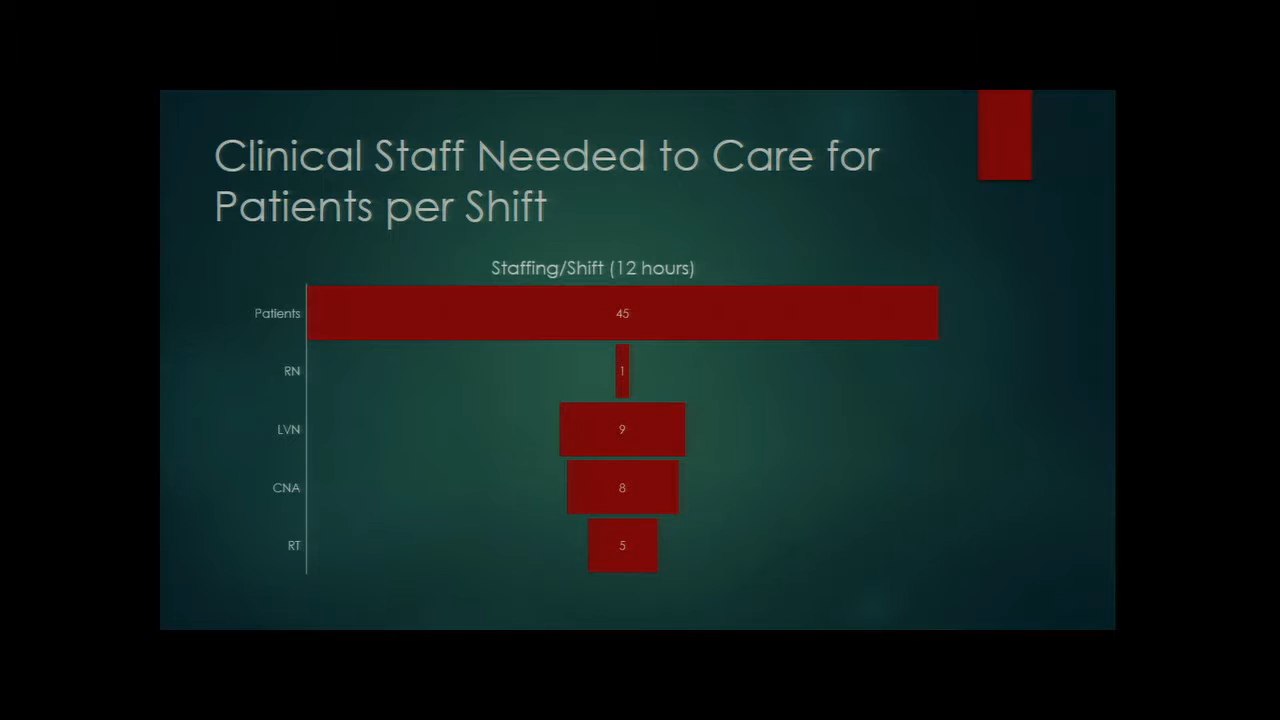 Clinical Staff Needed to Care for
Patients per Shift
Staffing/Shift (12 hours)
Patients 45
RN 1
LVN 9
CNA 8
RT 5